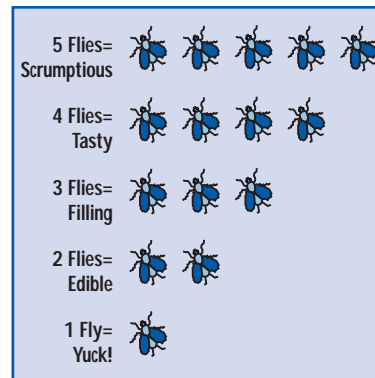 5 Flies=
Scrumptious
4 Flies=
Tasty
3 Flies=
Filling
2 Flies=
Edible
1 Fly=
Yuck!